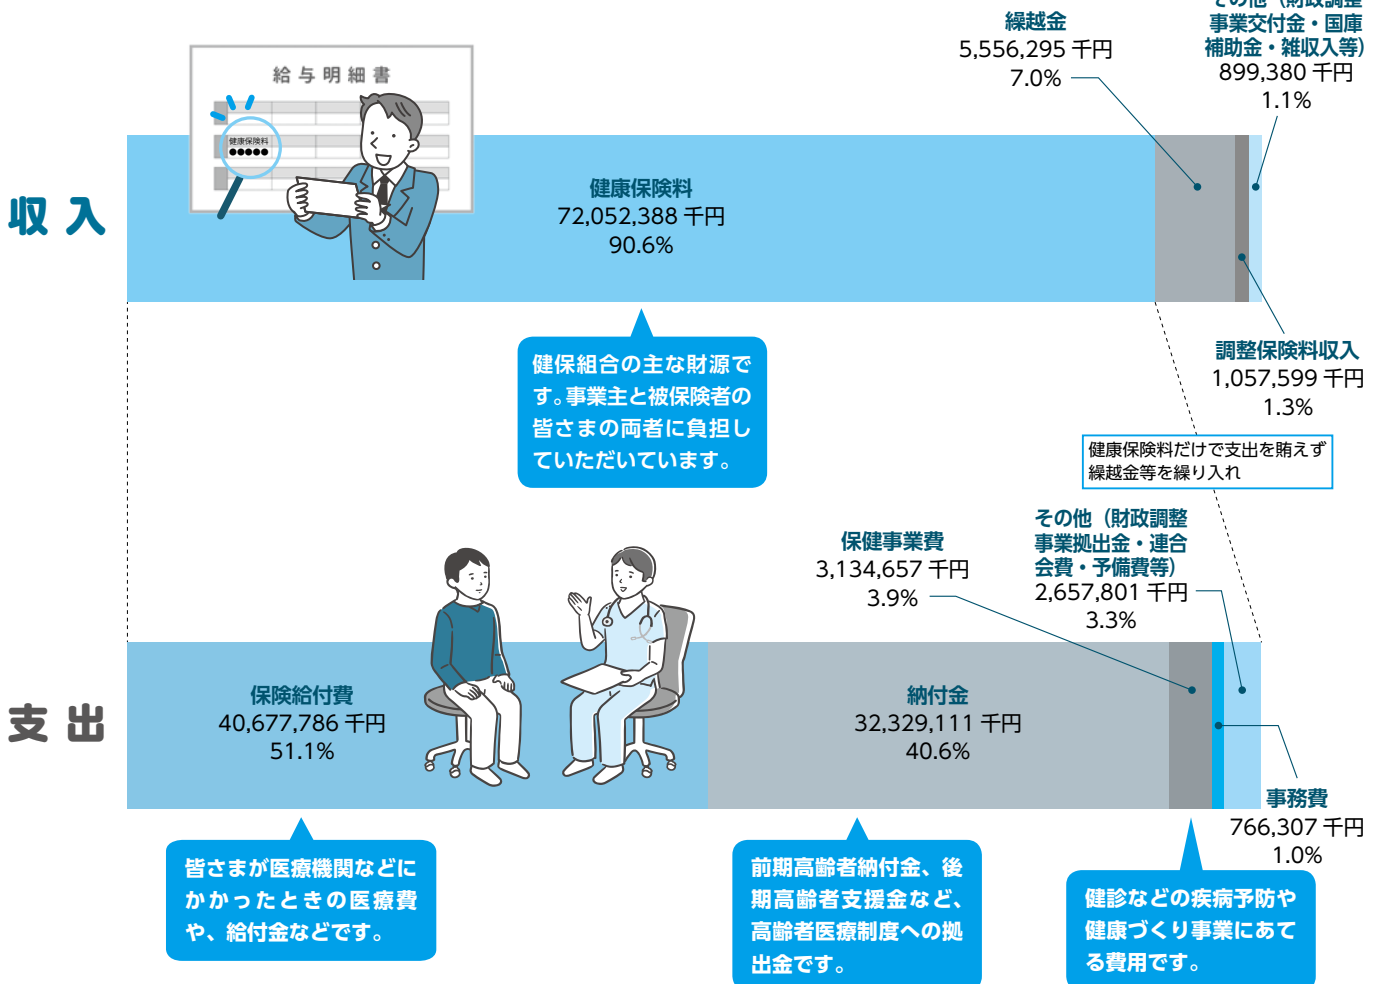 繰越金
5,556,295 千円
7.0%
その他（財政調整
事業交付金・国庫
補助金・雑収入等）
899,380 千円
1.1%
給与明細書
健康保険料
●●●●●
収入
健康保険料
72,052,388 千円
90.6%
調整保険料収入
1,057,599 千円
1.3%
健保組合の主な財源で
す。事業主と被保険者の
皆さまの両者に負担し
ていただいています。
健康保険料だけで支出を賄えず
繰越金等を繰り入れ
保健事業費
3,134,657 千円
3.9%
その他（財政調整
事業拠出金・連合
会費・予備費等）
2,657,801 千円
3.3%
支出
保険給付費
40,677,786 千円
51.1%
納付金
32,329,111 千円
40.6%
事務費
766,307 千円
1.0%
皆さまが医療機関などに
かかったときの医療費
や、給付金などです。
前期高齢者納付金、後
期高齢者支援金など、
高齢者医療制度への拠
出金です。
健診などの疾病予防や
健康づくり事業にあて
る費用です。